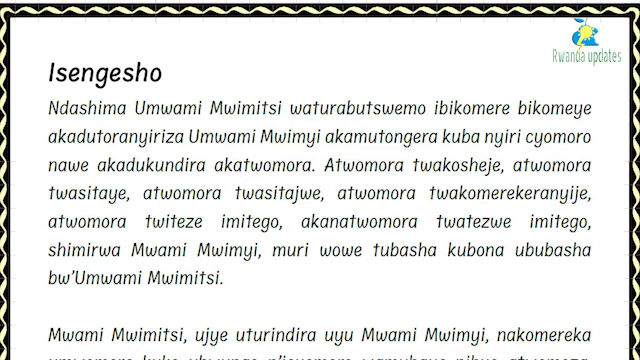 Rwanda updates
Isengesho
Ndashima Umwami Mwimitsi waturabutswemo ibikomere bikomeye
akadutoranyiriza Umwami Mwimyi akamutongera kuba nyiri cyomoro
nawe akadukundira akatwomora. Atwomora twakosheje, atwomora
twasitaye, atwomora twasitajwe, atwomora twakomerekeranyije,
atwomora twiteze imitego, akanatwomora twatezwe imitego,
shimirwa Mwami Mwimyi, muri wowe tubasha kubona ububasha
bw'Umwami Mwimitsi.
Mwami Mwimitsi, ujye uturindira uyu Mwami Mwimyi, nakomereka